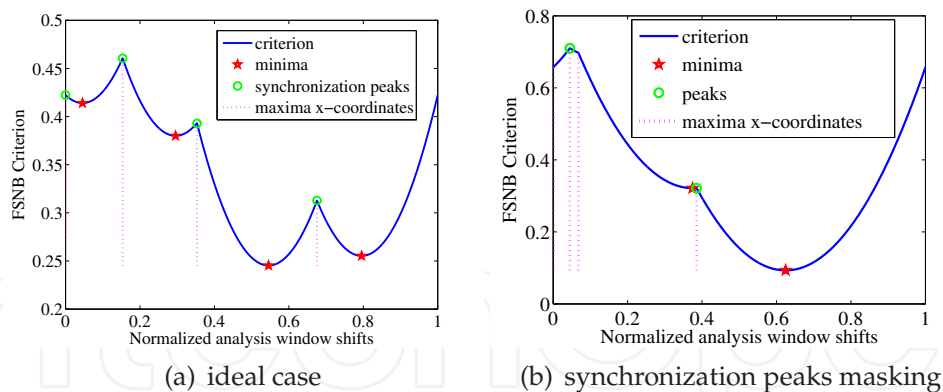 0.5
0.45
0.4
0.35
0.3
0.25
0.2
FSNB Criterion
criterion
minima
synchronization peaks
maxima x−coordinates
0 0.2 0.4 0.6 0.8 1
Normalized analysis window shifts
(a) ideal case
0.8
0.6
0.4
0.2
0
FSNB Criterion
criterion
minima
peaks
maxima x−coordinates
0 0.2 0.4 0.6 0.8 1
Normalized analysis window shifts
(b) synchronization peaks masking